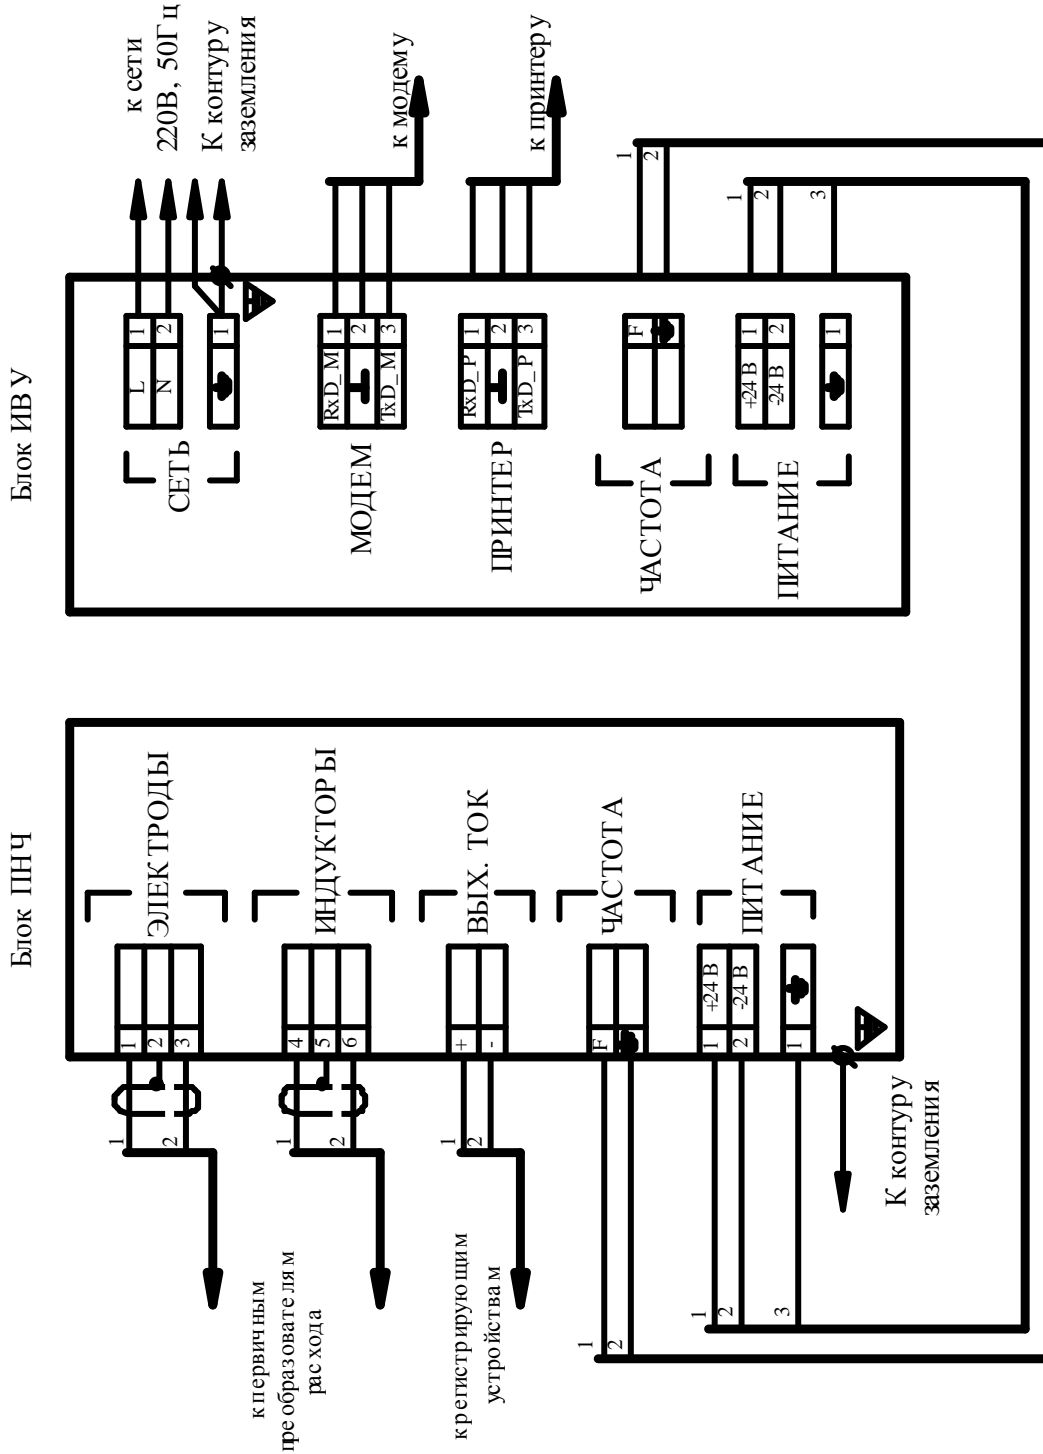 Блок ПНЧ
ЭЛЕКТРОДЫ
1
2
3
1
2
ИНДУКТОРЫ
4
5
6
1
2
к первичным
преобразователям
расхода
ВЫХ. ТОК
+
-
1
2
к регистрирующим
устройствам
ЧАСТОТА
F
1
2
ПИТАНИЕ
+24 В
-24 В
1
2
1
1
2
3
К контуру
заземления
Блок ИВУ
СЕТЬ
L
N
1
2
1
к сети
220В, 50Гц
К контуру
заземления
МОДЕМ
RxD_M
TxD_M
1
2
3
к модему
ПРИНТЕР
RxD_P
TxD_P
1
2
3
к принтеру
ЧАСТОТА
F
1
2
ПИТАНИЕ
+24 В
-24 В
1
2
1
1
2
3